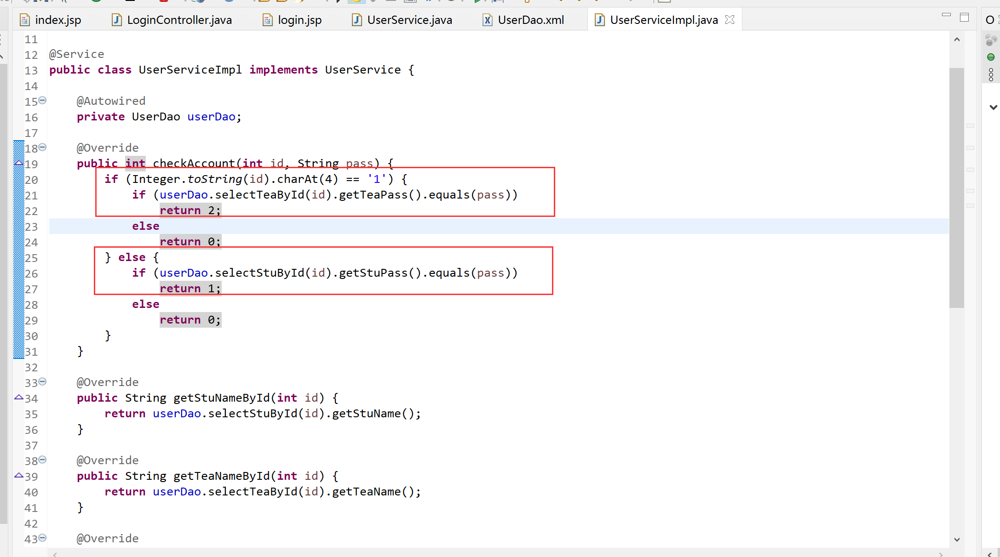 index.jsp LoginController.java login.jsp UserService.java UserDao.xml UserServiceImpl.java O
11
12 @Service
13 public class UserServiceImpl implements UserService {
14
15 @Autowired
16 private UserDao userDao;
17
18 @Override
19 public int checkAccount(int id, String pass) {
20 if (Integer.toString(id).charAt(4) == '1') {
21 if (userDao.selectTeaById(id).getTeaPass().equals(pass))
22 return 2;
23 else
24 return 0;
25 } else {
26 if (userDao.selectStuById(id).getStuPass().equals(pass))
27 return 1;
28 else
29 return 0;
30 }
31 }
32
33 @Override
34 public String getStuNameById(int id) {
35 return userDao.selectStuById(id).getStuName();
36 }
37
38 @Override
39 public String getTeaNameById(int id) {
40 return userDao.selectTeaById(id).getTeaName();
41 }
42
43 @Override